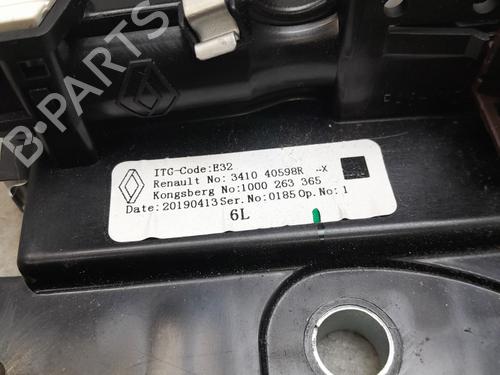 B-PARTS
ITG-Code:E32
Renault No: 3410 40598R -X
Kongsberg No:1000 263 365
Date:20190413 Ser.No:0185 Op.No:1
6L